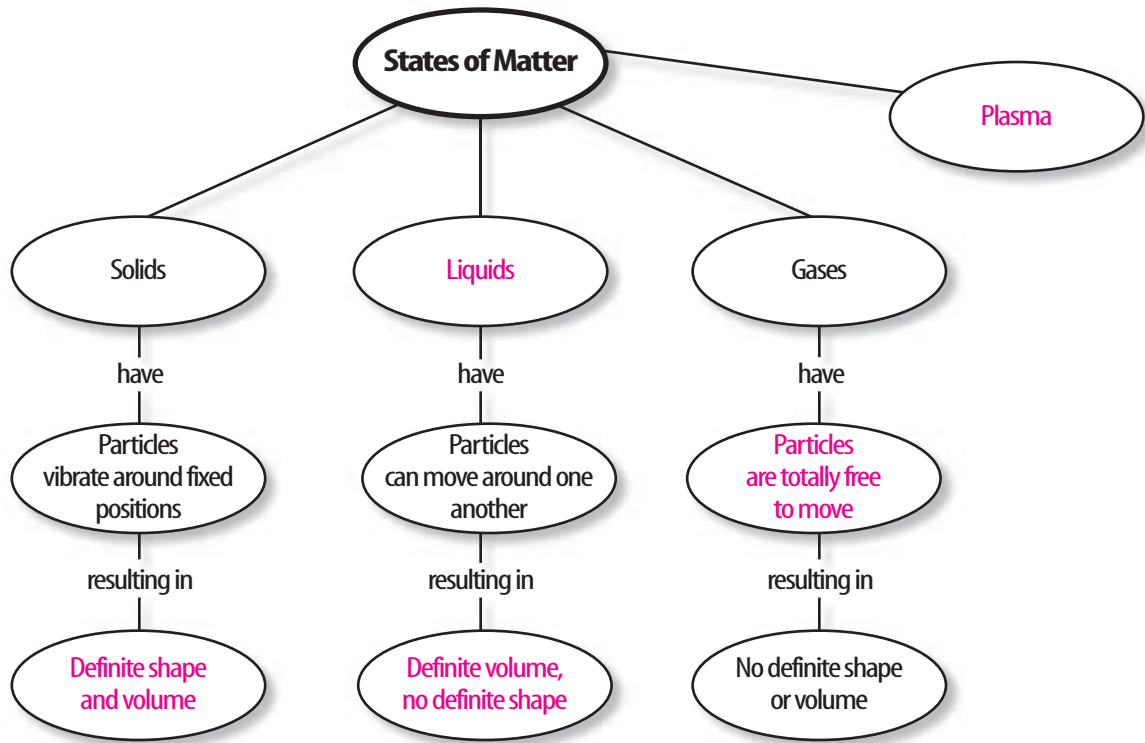 States of Matter
Plasma
Solids
Liquids
Gases
have
have
have
Particles
vibrate around fixed
positions
Particles
can move around one
another
Particles
are totally free
to move
resulting in
resulting in
resulting in
Definite shape
and volume
Definite volume,
no definite shape
No definite shape
or volume